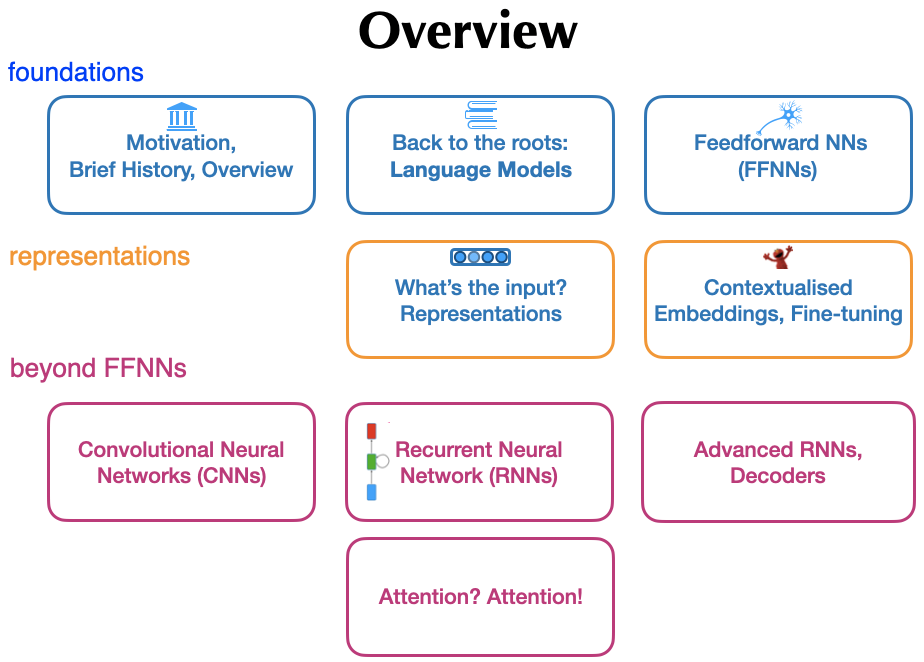 Overview
foundations
Motivation,
Brief History, Overview
Back to the roots:
Language Models
Feedforward NNs
(FFNNs)
representations
What's the input?
Representations
Contextualised
Embeddings, Fine-tuning
beyond FFNNs
Convolutional Neural
Networks (CNNs)
Recurrent Neural
Network (RNNs)
Advanced RNNs,
Decoders
Attention? Attention!